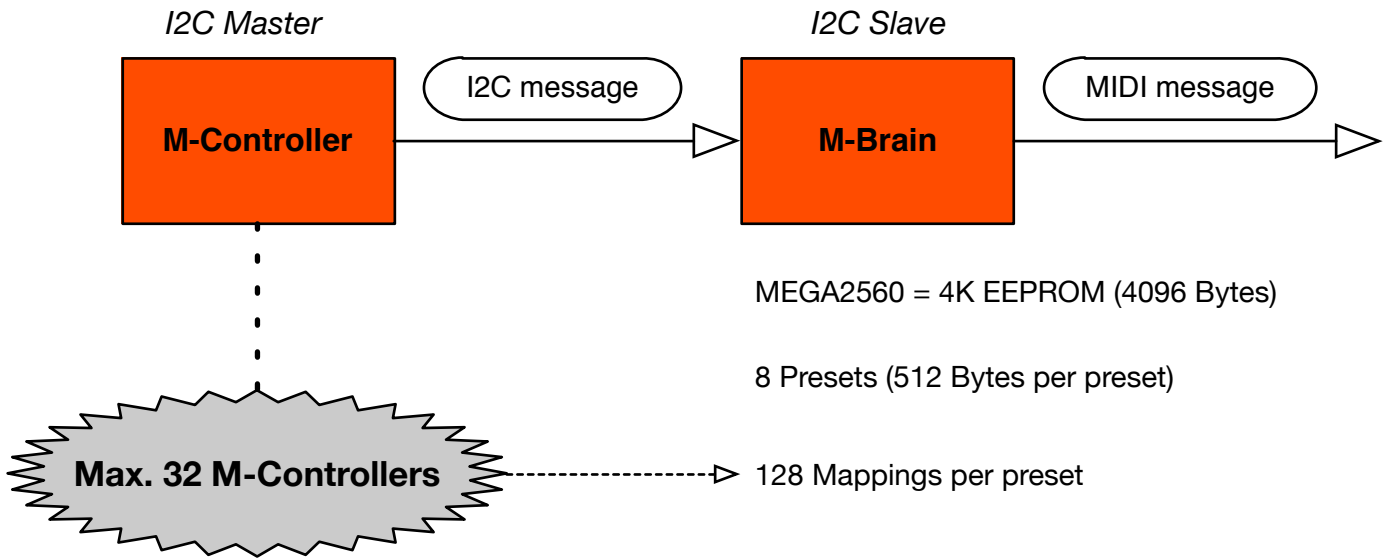 I2C Master
I2C Slave
I2C message
MIDI message
M-Controller
M-Brain
MEGA2560 = 4K EEPROM (4096 Bytes)
8 Presets (512 Bytes per preset)
Max. 32 M-Controllers
128 Mappings per preset